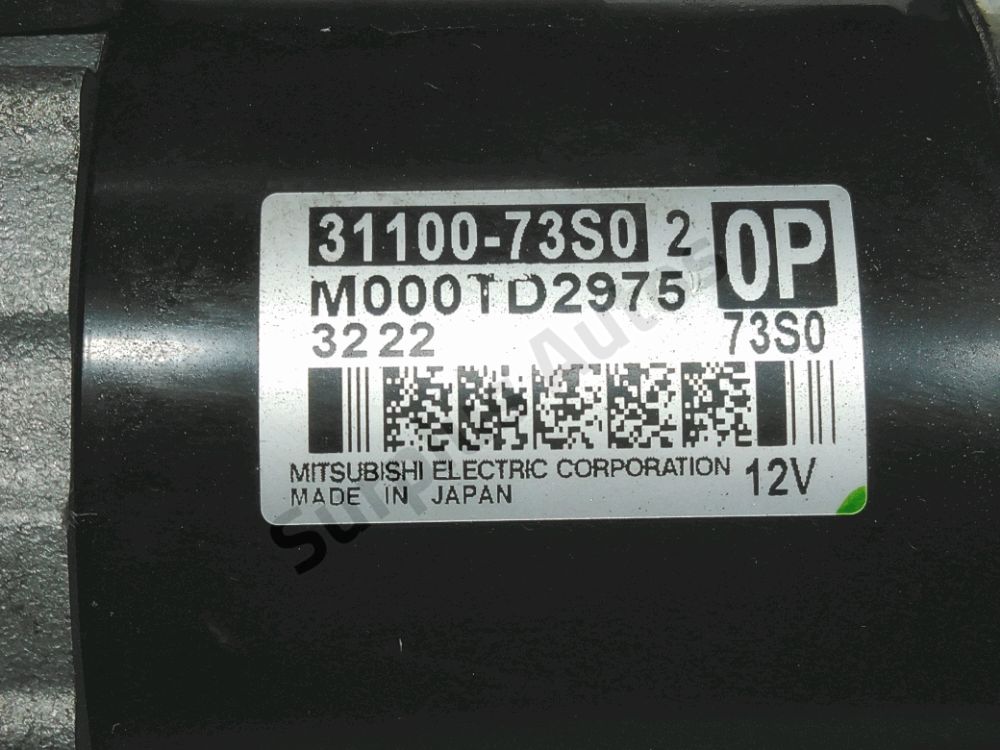 31100-73S0 2 0P
M000TD2975
3222 73S0
MITSUBISHI ELECTRIC CORPORATION 12V
MADE IN JAPAN